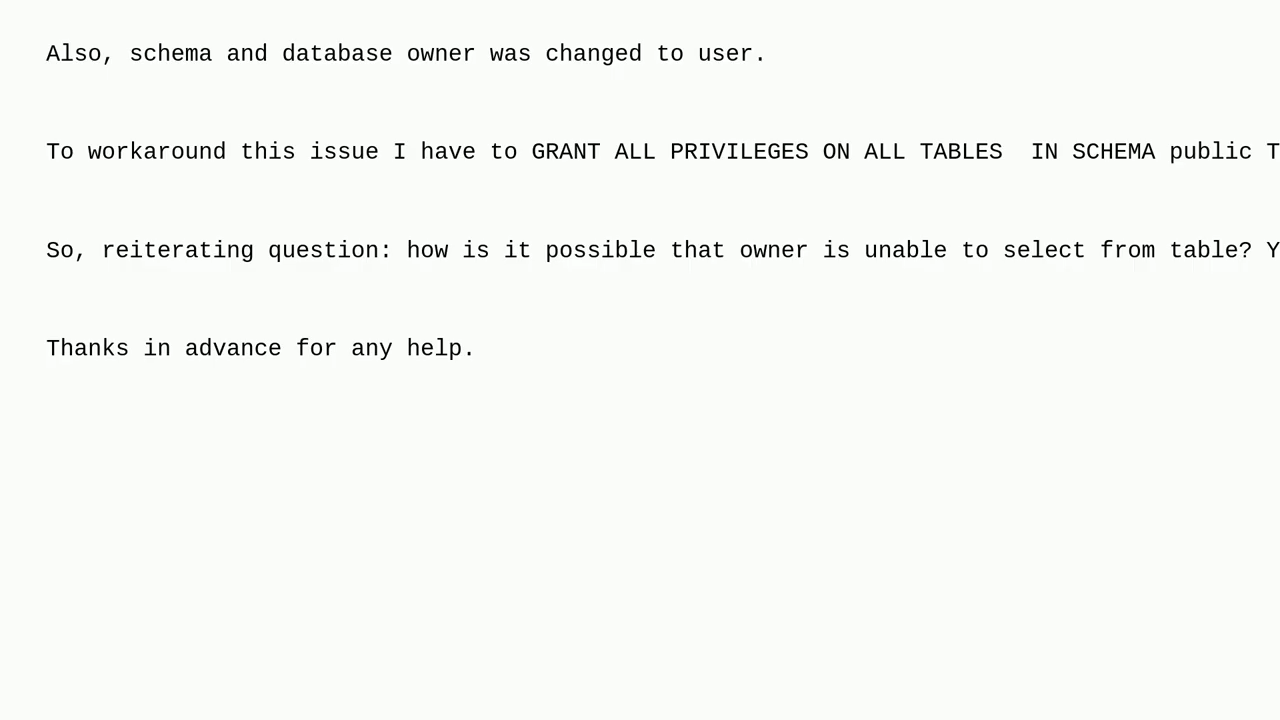 Also, schema and database owner was changed to user.
To workaround this issue I have to GRANT ALL PRIVILEGES ON ALL TABLES  IN SCHEMA public T
So, reiterating question: how is it possible that owner is unable to select from table? Y
Thanks in advance for any help.